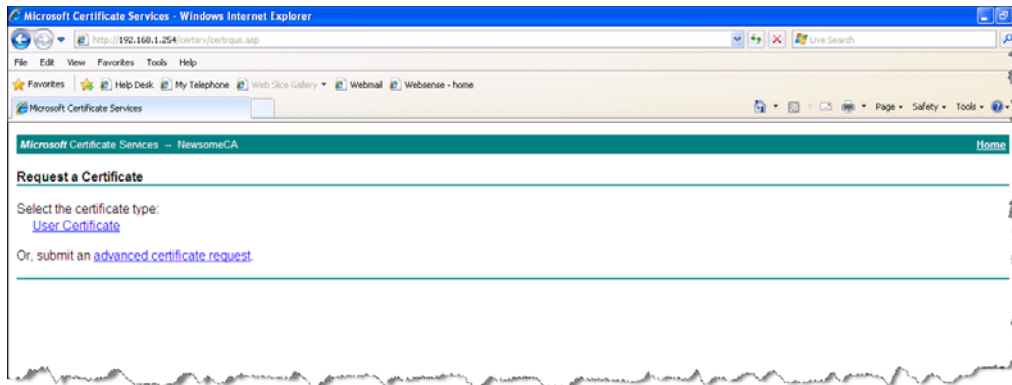 Microsoft Certificate Services - Windows Internet Explorer
http://192.168.1.254/certsrv/certrqus.asp
Live Search
File Edit View Favorites Tools Help
Favorites Help Desk My Telephone Web Slice Gallery Webmail Websense - home
Microsoft Certificate Services
Page Safety Tools
Microsoft Certificate Services -- NewsomeCA
Home
Request a Certificate
Select the certificate type:
User Certificate
Or, submit an advanced certificate request.